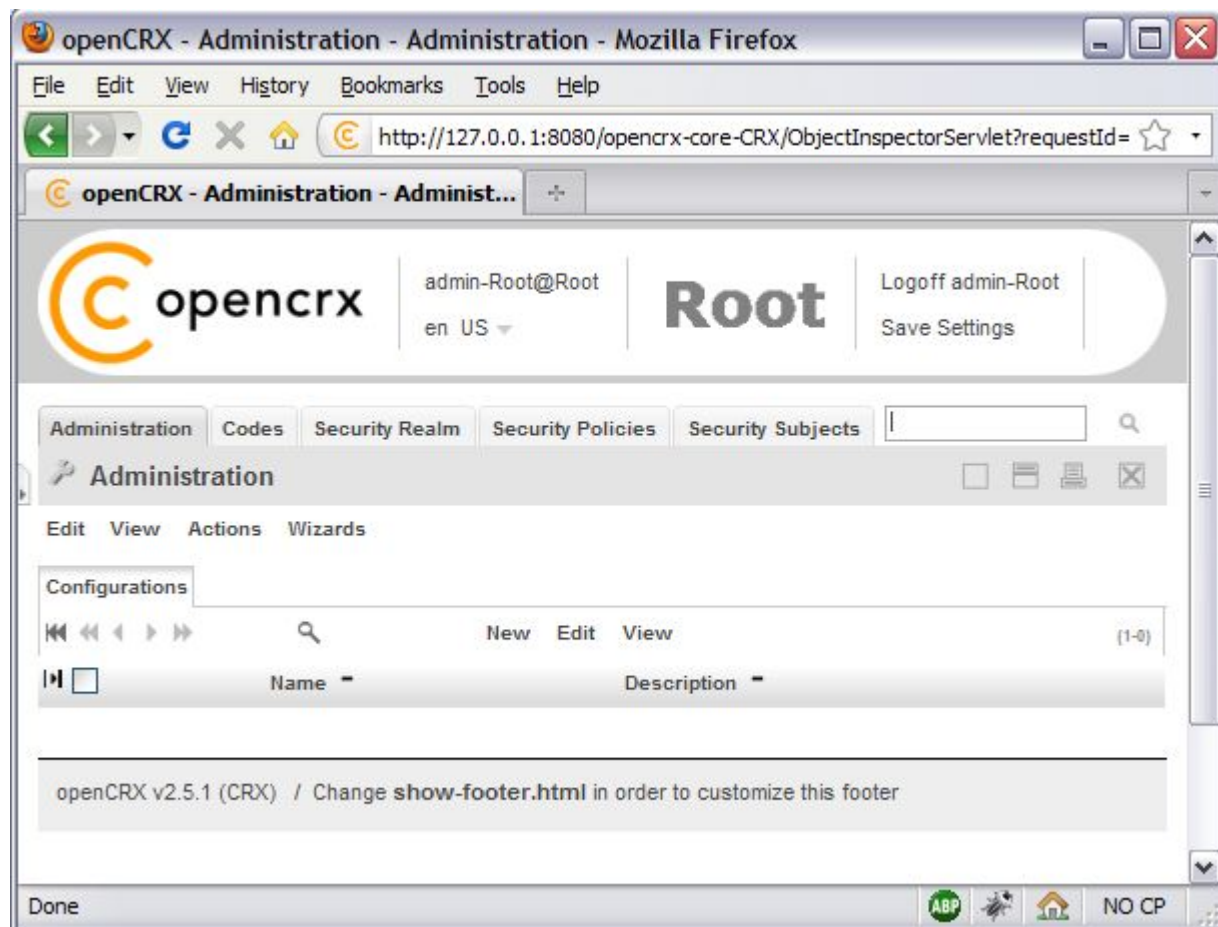 openCRX - Administration - Administration - Mozilla Firefox
File Edit View History Bookmarks Tools Help
http://127.0.0.1:8080/opencrx-core-CRX/ObjectInspectorServlet?requestId=
openCRX - Administration - Administ...
opencrx
admin-Root@Root
en US
Root
Logoff admin-Root
Save Settings
Administration Codes Security Realm Security Policies Security Subjects
Administration
Edit View Actions Wizards
Configurations
New Edit View (1-0)
Name Description
openCRX v2.5.1 (CRX) / Change show-footer.html in order to customize this footer
Done ABP NO CP